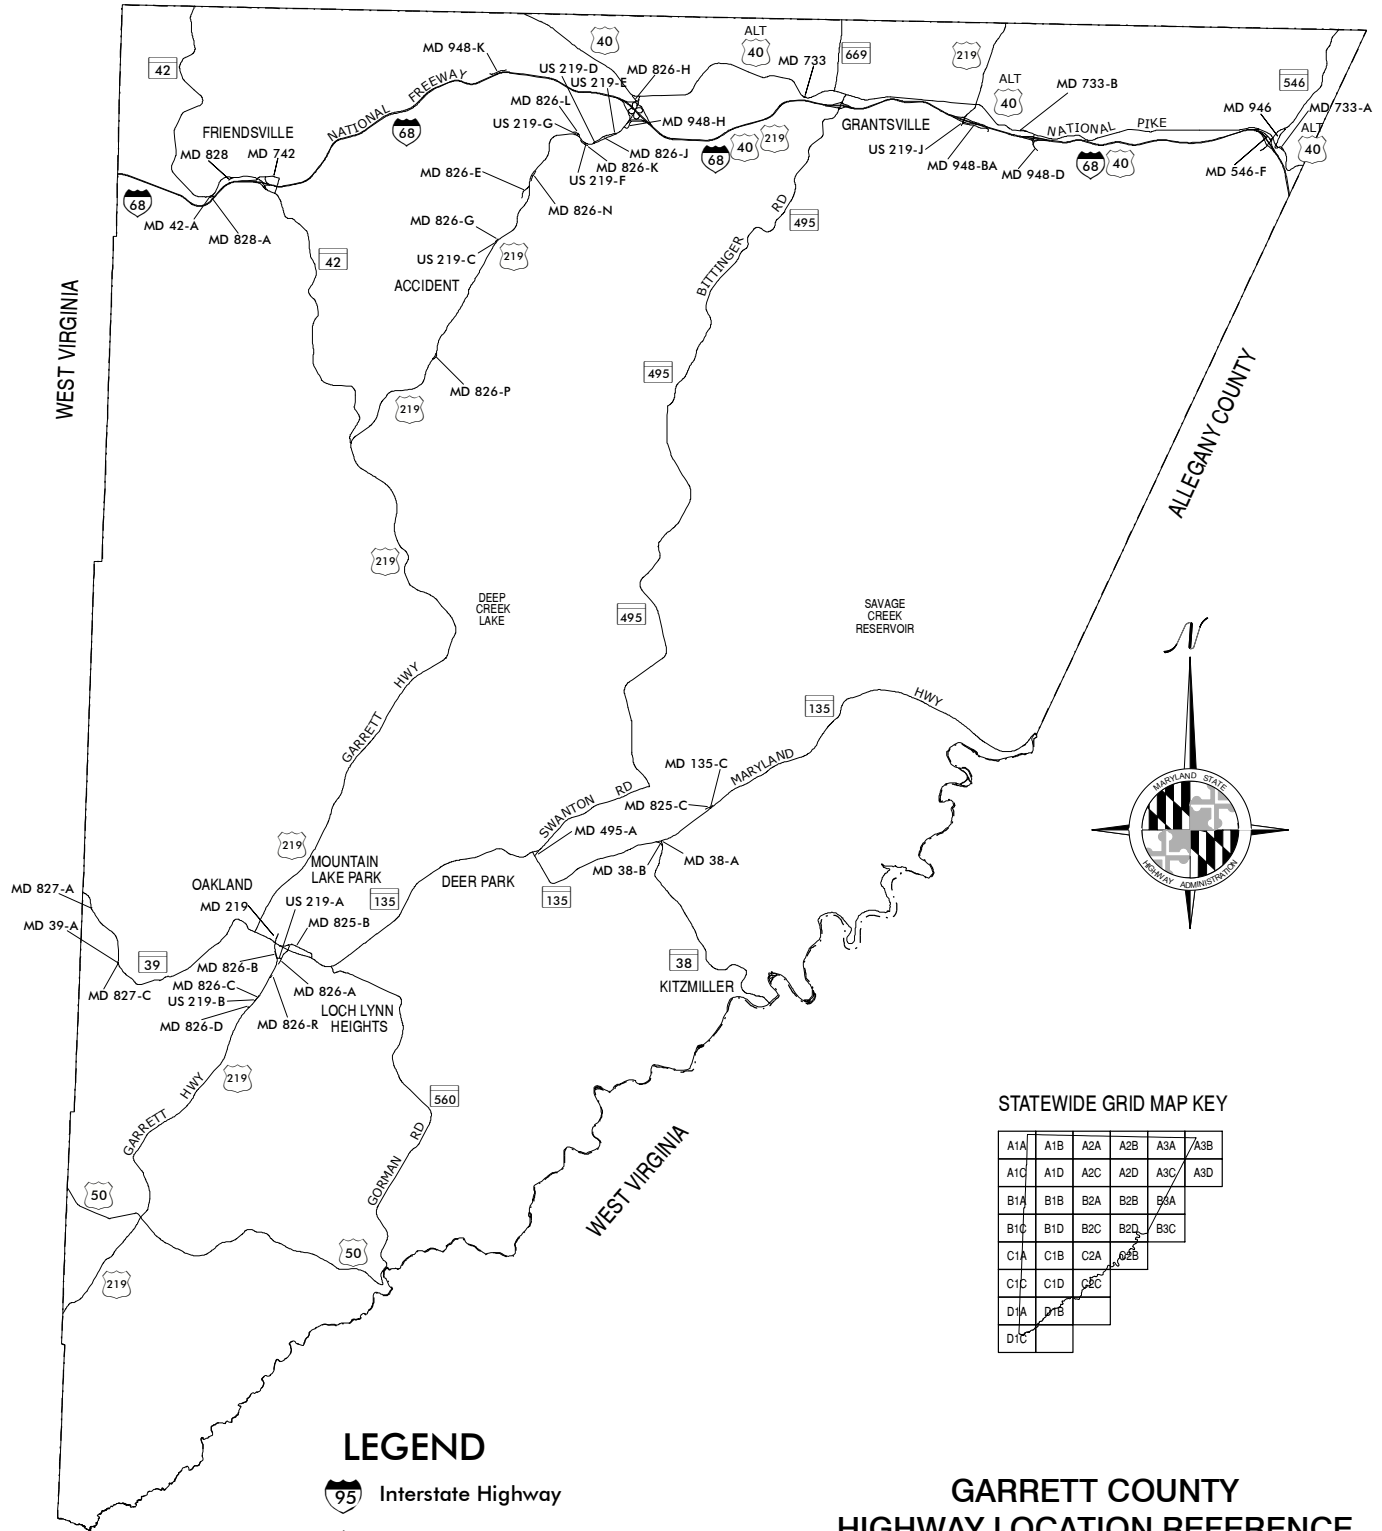 42
40
ALT
40
669
219
546
MD 948-K
MD 733
ALT
40
MD 733-B
US 219-D
MD 826-H
US 219-E
MD 826-L
MD 946
MD 733-A
ALT
40
US 219-G
MD 948-H
GRANTSVILLE
NATIONAL PIKE
NATIONAL FREEWAY
68
FRIENDSVILLE
MD 828
MD 742
MD 826-J
MD 826-K
US 219-F
68
40
219
US 219-J
MD 948-BA
MD 948-D
68
40
MD 546-F
MD 826-E
MD 826-N
68
MD 42-A
MD 828-A
MD 826-G
US 219-C
219
BITTINGER RD
495
42
ACCIDENT
WEST VIRGINIA
MD 826-P
495
219
ALLEGANY COUNTY
219
DEEP
CREEK
LAKE
495
SAVAGE
CREEK
RESERVOIR
N
GARRETT HWY
135
MARYLAND HWY
MD 135-C
MD 825-C
SWANTON RD
MD 495-A
MARYLAND STATE
HIGHWAY ADMINISTRATION
219
MOUNTAIN
LAKE PARK
OAKLAND
DEER PARK
MD 38-B
MD 38-A
MD 827-A
MD 219
US 219-A
135
135
MD 39-A
MD 825-B
39
MD 826-B
38
KITZMILLER
MD 827-C
MD 826-C
US 219-B
MD 826-A
MD 826-D
MD 826-R
LOCH LYNN
HEIGHTS
219
GARRETT HWY
560
GORMAN RD
WEST VIRGINIA
50
50
219
STATEWIDE GRID MAP KEY
A1A A1B A2A A2B A3A A3B
A1C A1D A2C A2D A3C A3D
B1A B1B B2A B2B B3A
B1C B1D B2C B2D B3C
C1A C1B C2A C2B
C1C C1D C2C
D1A D1B
D1C
LEGEND
95 Interstate Highway
GARRETT COUNTY
HIGHWAY LOCATION REFERENCE